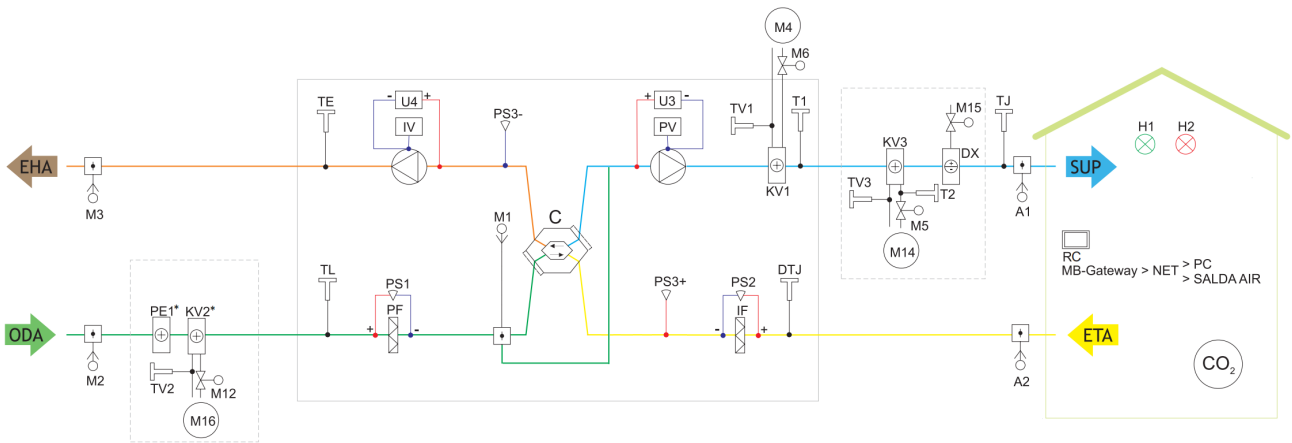 M4
M6
TE
- U4 +
PS3-
+ U3 -
TV1
T1
M15
TJ
IV
PV
H1
H2
KV3
DX
EHA
SUP
KV1
TV3
T2
M3
M1
C
M5
A1
M14
RC
MB-Gateway > NET > PC
> SALDA AIR
TL
PS1
PS3+
PS2
DTJ
PE1*
KV2*
PF
IF
ODA
+ -
- +
ETA
M2
TV2
M12
A2
CO2
M16